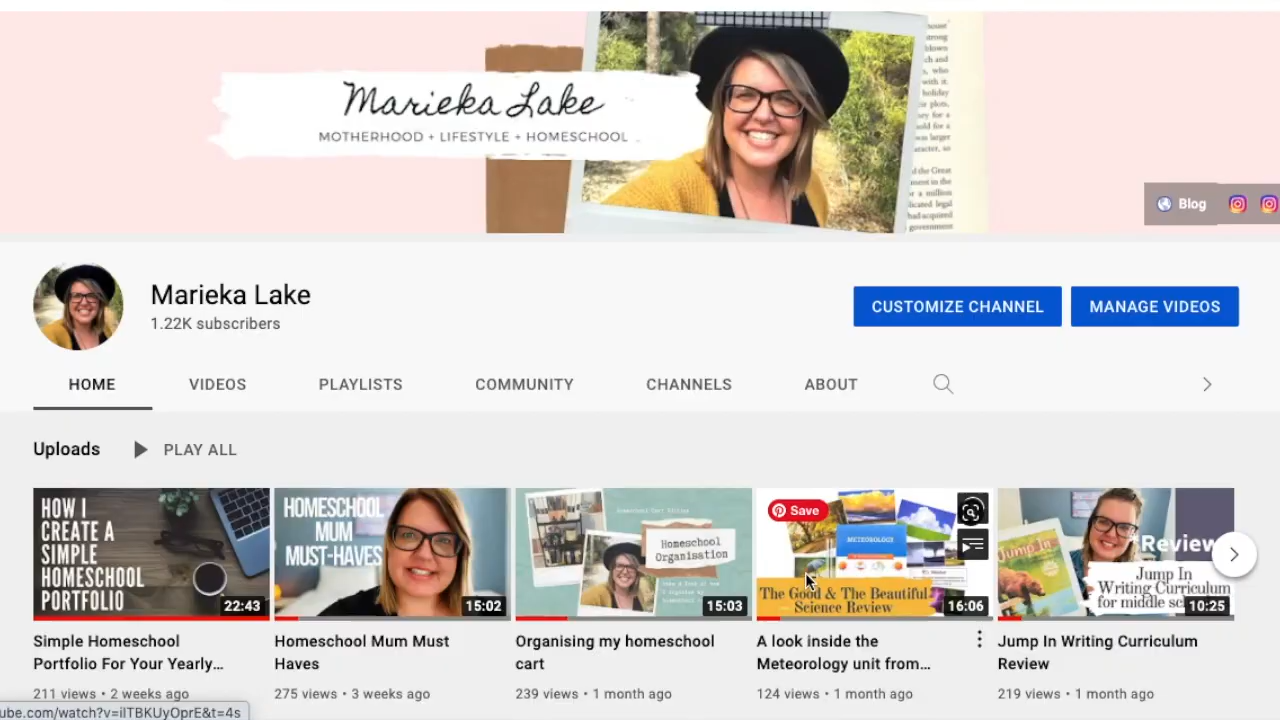 Marieka Lake
MOTHERHOOD + LIFESTYLE + HOMESCHOOL
Blog
Marieka Lake
1.22K subscribers
CUSTOMIZE CHANNEL
MANAGE VIDEOS
HOME
VIDEOS
PLAYLISTS
COMMUNITY
CHANNELS
ABOUT
Uploads
PLAY ALL
HOW I
CREATE A
SIMPLE
HOMESCHOOL
PORTFOLIO
22:43
Simple Homeschool
Portfolio For Your Yearly...
211 views • 2 weeks ago
HOMESCHOOL
MUM
MUST-HAVES
15:02
Homeschool Mum Must
Haves
275 views • 3 weeks ago
Homeschool
Organisation
15:03
Organising my homeschool
cart
239 views • 1 month ago
Save
METEOROLOGY
The Good & The Beautiful
Science Review
16:06
A look inside the
Meteorology unit from...
124 views • 1 month ago
Jump In
Review
Jump In
Writing Curriculum
for middle
10:25
Jump In Writing Curriculum
Review
219 views • 1 month ago
ube.com/watch?v=ilTBKUyOprE&t=4s